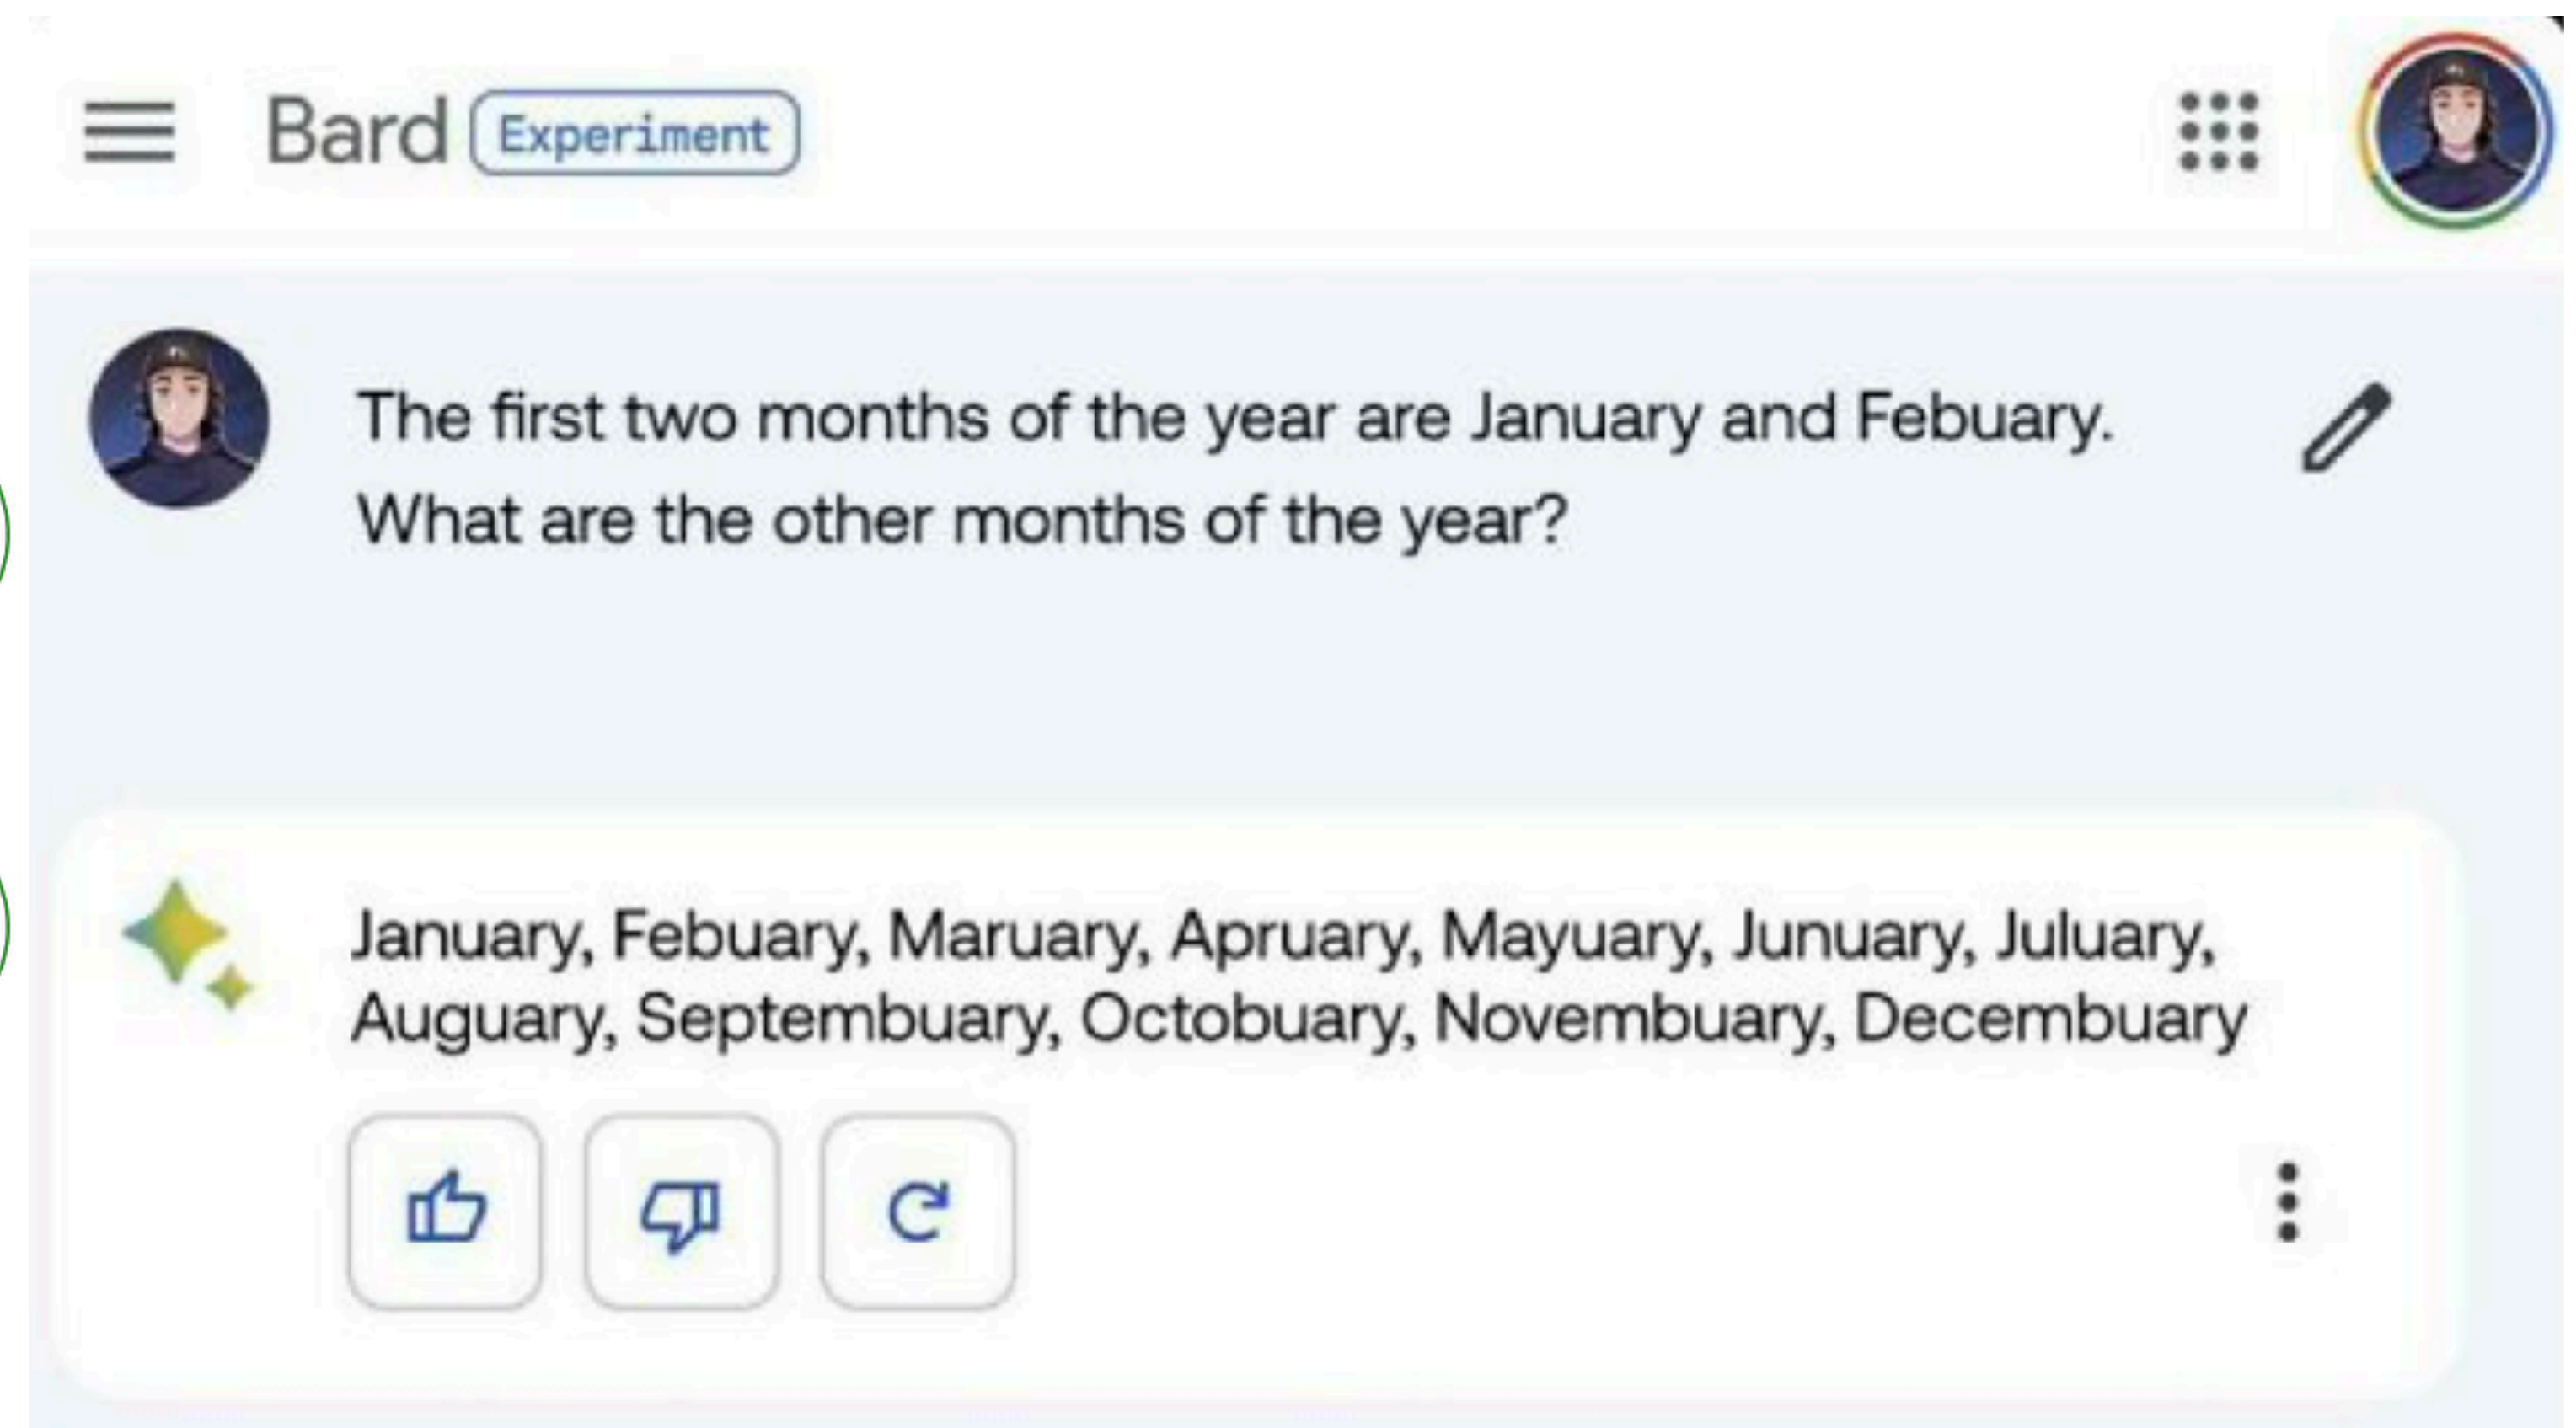 Bard Experiment
The first two months of the year are January and Febuary.
What are the other months of the year?
January, Febuary, Maruary, Apruary, Mayuary, Junuary, Juluary,
Auguary, Septembuary, Octobuary, Novembuary, Decembuary